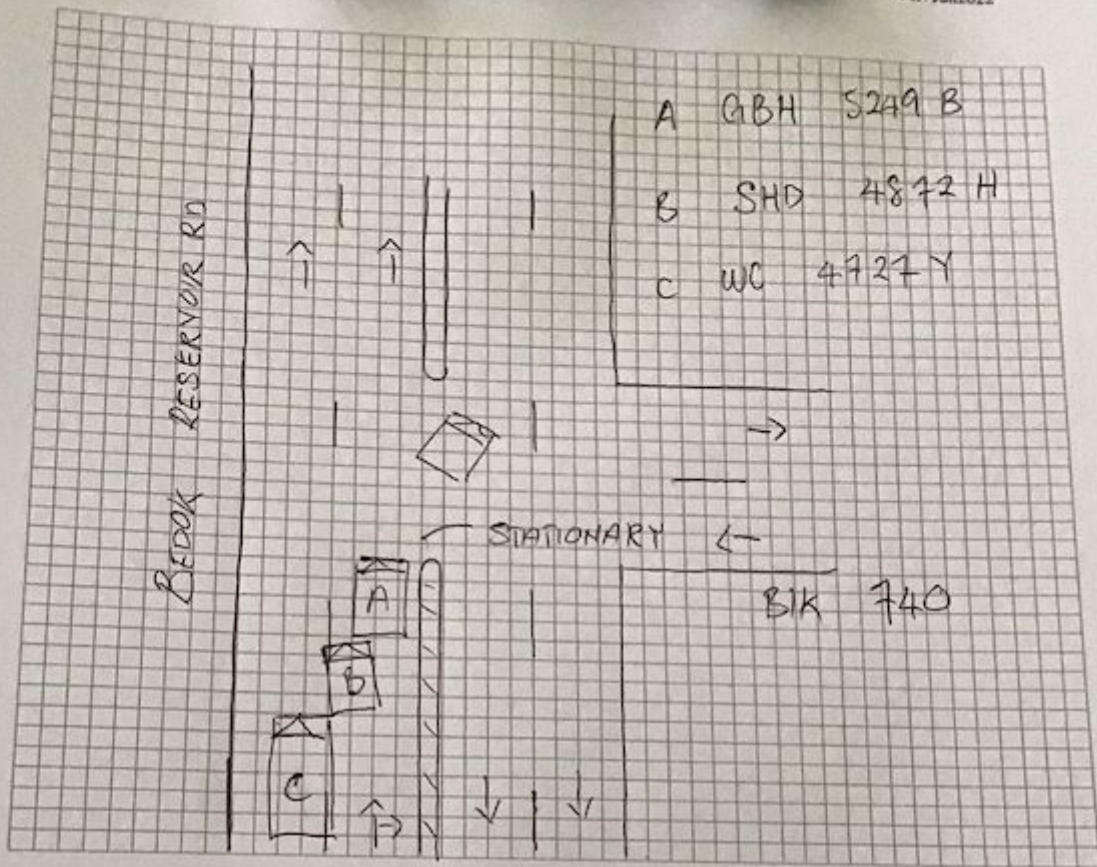 A GBH 5249 B
B SHD 4872 H
C WC 4727 Y
BEDOK RESERVOIR RD
STATIONARY
BlK 740
A
B
C